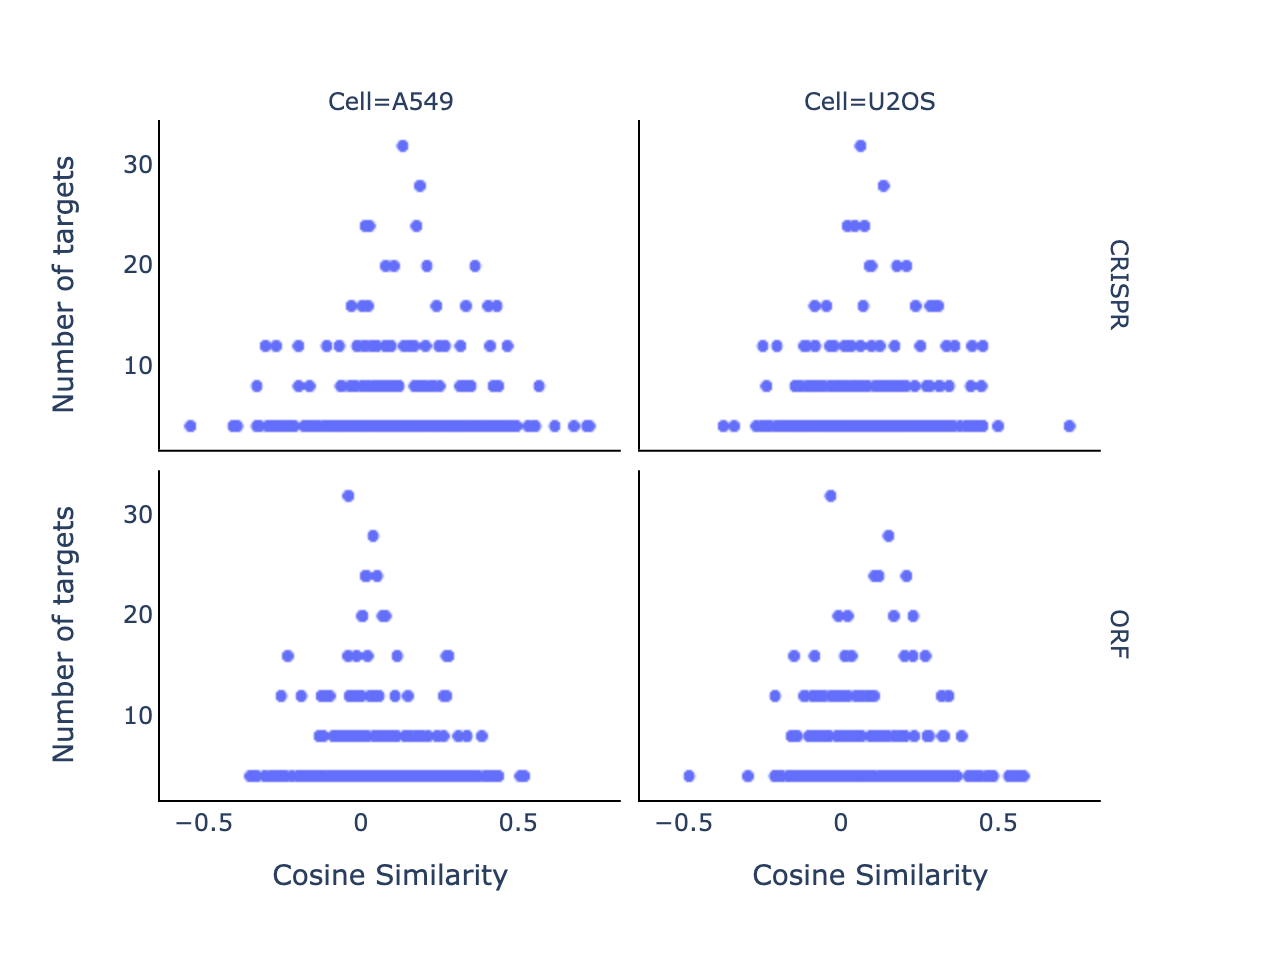 Cell=A549
Cell=U2OS
Number of targets
30
20
10
CRISPR
Number of targets
30
20
10
ORF
−0.5
0
0.5
−0.5
0
0.5
Cosine Similarity
Cosine Similarity